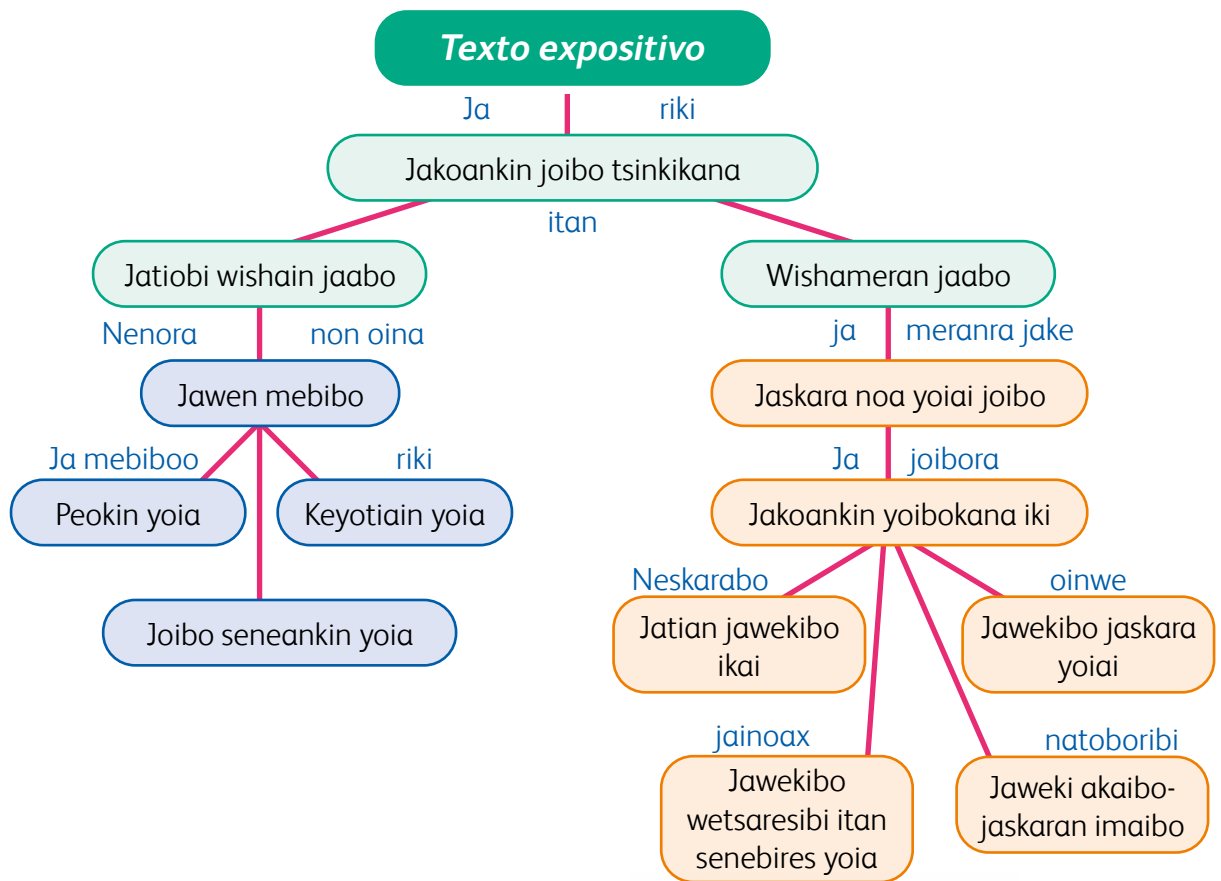 Texto expositivo
Ja riki
Jakoankin joibo tsinkikana
itan
Jatiobi wishain jaabo
Wishameran jaabo
Nenora non oina
ja meranra jake
Jawen mebibo
Jaskara noa yoiai joibo
Ja mebiboo riki
Ja joibora
Peokin yoia
Keyotiain yoia
Jakoankin yoibokana iki
Joibo seneankin yoia
Neskarabo
oinwe
Jatian jawekibo
ikai
Jawekibo jaskara
yoiai
jainoax
natoboribi
Jawekibo
wetsaresibi itan
senebires yoia
Jaweki akaibo-
jaskaran imaibo